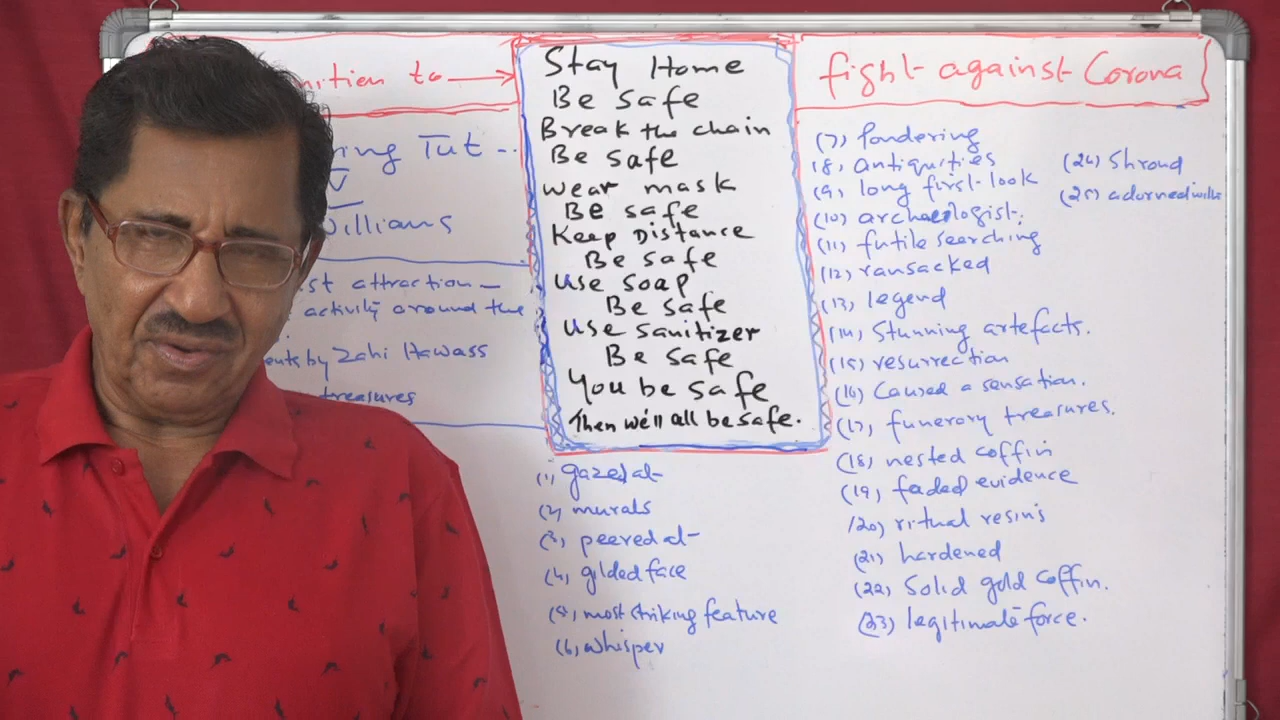 nition to
Stay Home
Be safe
Break the chain
Be safe
wear mask
Be safe
Keep Distance
Be safe
Use soap
Be safe
Use sanitizer
Be safe
You be safe
Then we'll all be safe.
fight against Corona
ing Tut
V
illiams
st attraction –
activity around the
ents by Zahi Hawass
treasures
(1) gazed at
(2) murals
(3) peered at
(4) gilded face
(5) most striking feature
(6) whisper
(7) pondering
(8) antiquities
(9) long first look
(10) archaeologist.
(11) futile searching
(12) ransacked
(13) legend
(14) stunning artefacts.
(15) resurrection
(16) Caused a sensation.
(17) funerory treasures.
(18) nested coffin
(19) faded evidence
(20) ritual resins
(21) hardened
(22) Solid gold coffin.
(23) legitimate force.
(24) Shroud
(25) adorned with